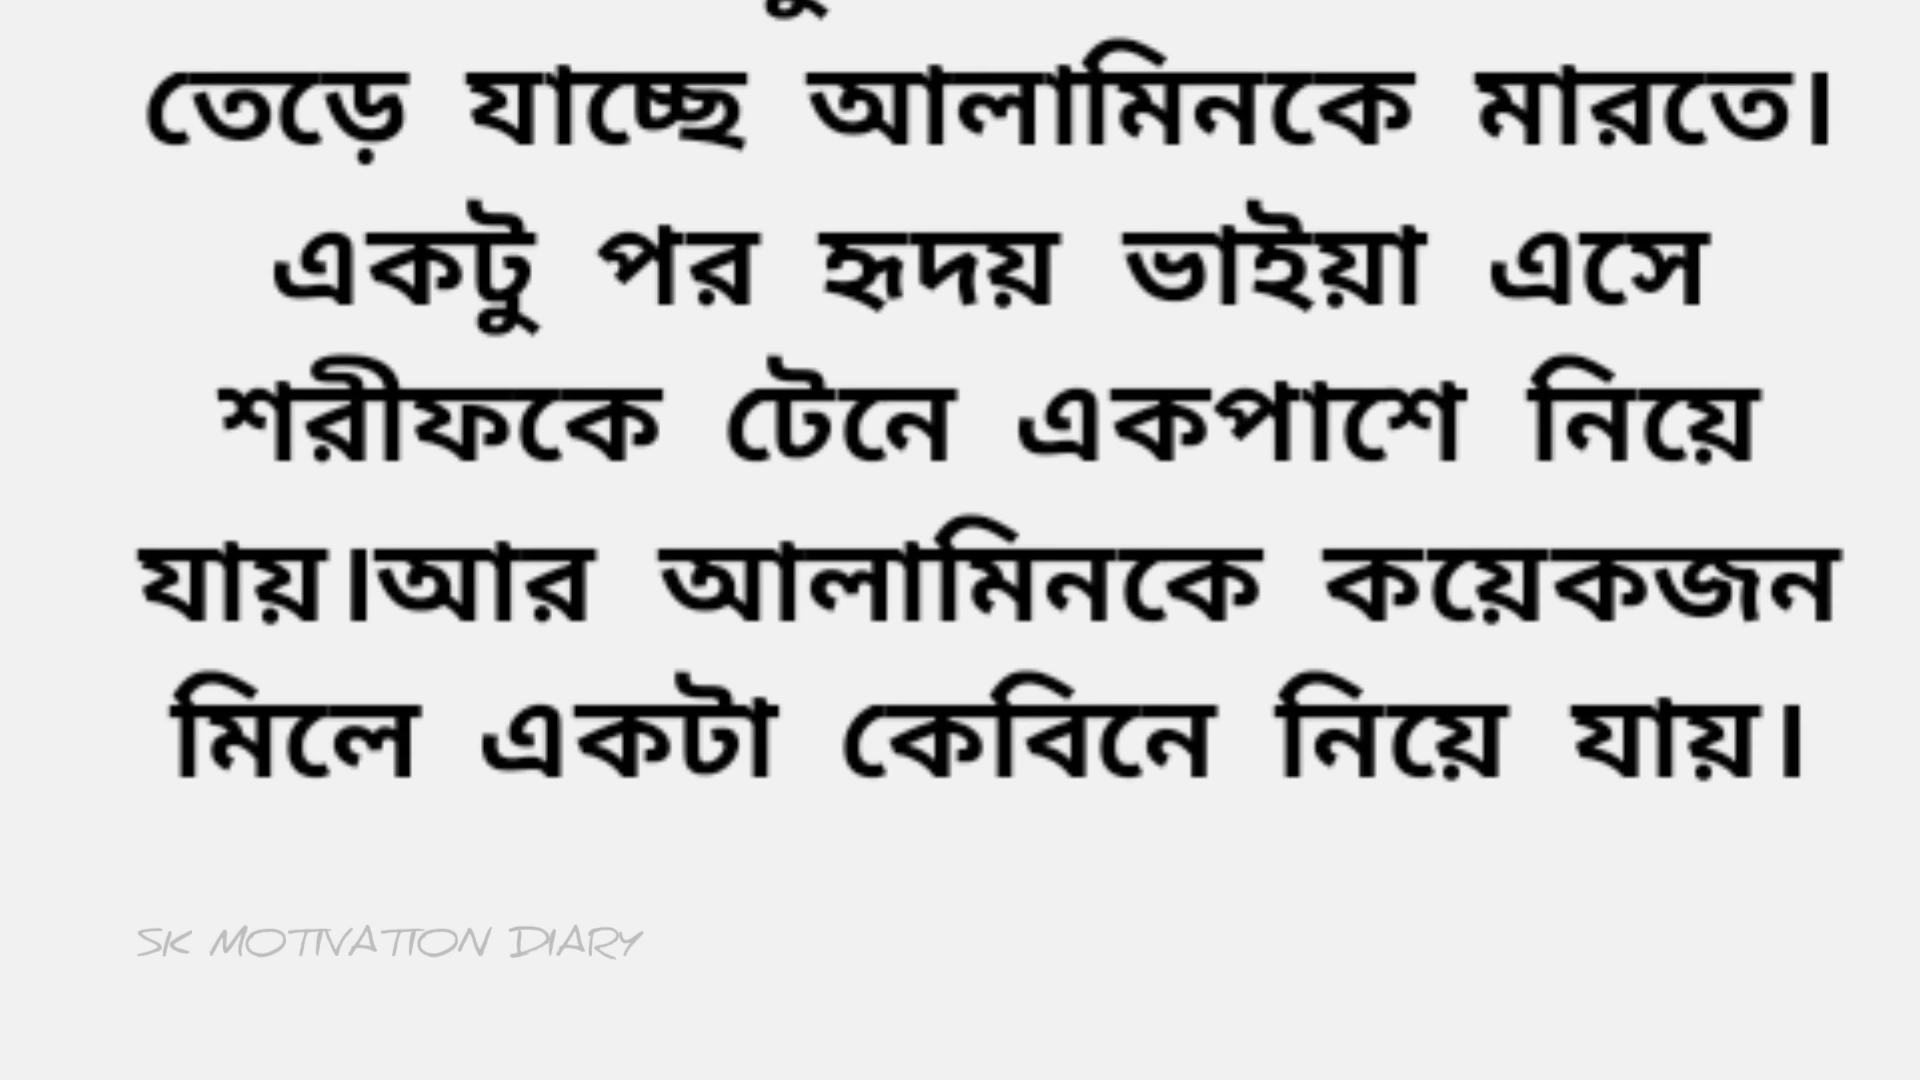 তেড়ে যাচ্ছে আলামিনকে মারতে।
একটু পর হৃদয় ভাইয়া এসে
শরীফকে টেনে একপাশে নিয়ে
যায়।আর আলামিনকে কয়েকজন
মিলে একটা কেবিনে নিয়ে যায়।
SK MOTIVATION DIARY